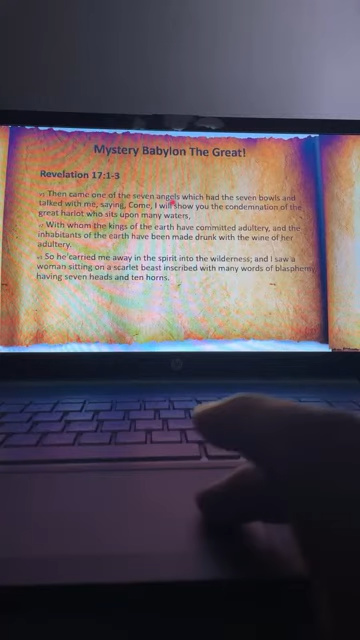 Mystery Babylon The Great!
Revelation 17:1-3
Then came one of the seven angels which had the seven bowls and
talked with me, saying, Come, I will show you the condemnation of the
great harlot who sits upon many waters,
With whom the kings of the earth have committed adultery, and the
inhabitants of the earth have been made drunk with the wine of her
adultery.
So he carried me away in the spirit into the wilderness; and I saw a
woman sitting on a scarlet beast inscribed with many words of blasphemy
having seven heads and ten horns.